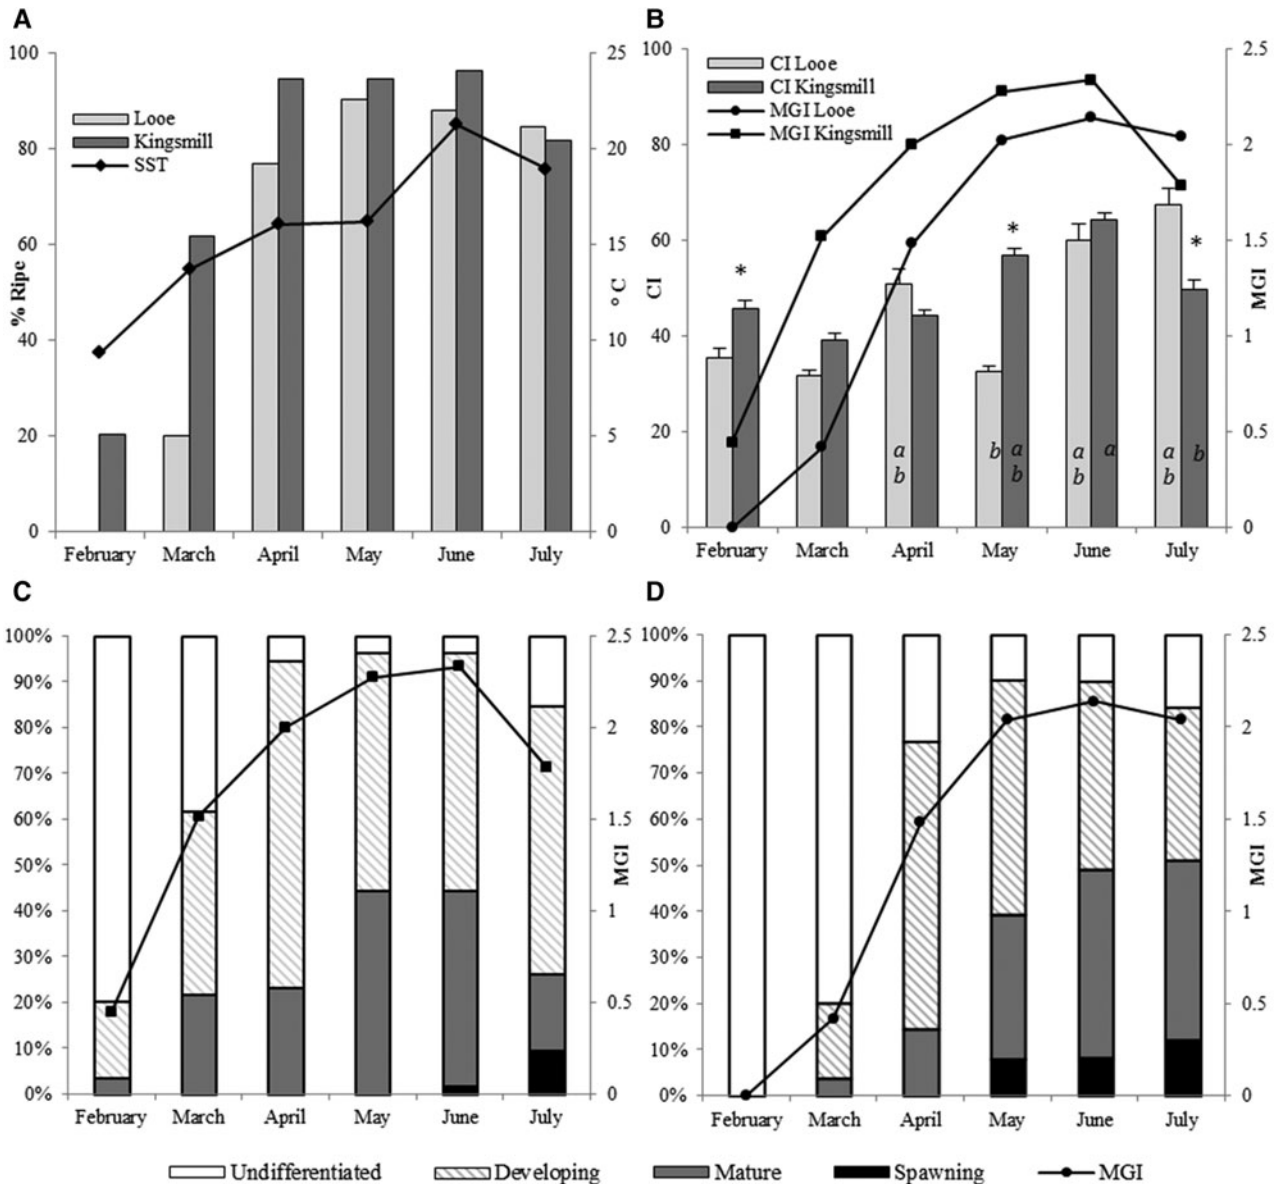 A
100
80
60
40
20
0
% Ripe
25
20
15
10
5
0
° C
Looe
Kingsmill
SST
February March April May June July
B
100
80
60
40
20
0
CI
2.5
2
1.5
1
0.5
0
MGI
CI Looe
CI Kingsmill
MGI Looe
MGI Kingsmill
*
*
*
a b a a a a b
b b b b
February March April May June July
C
100%
90%
80%
70%
60%
50%
40%
30%
20%
10%
0%
2.5
2
1.5
1
0.5
0
MGI
February March April May June July
D
100%
90%
80%
70%
60%
50%
40%
30%
20%
10%
0%
2.5
2
1.5
1
0.5
0
MGI
February March April May June July
Undifferentiated Developing Mature Spawning MGI